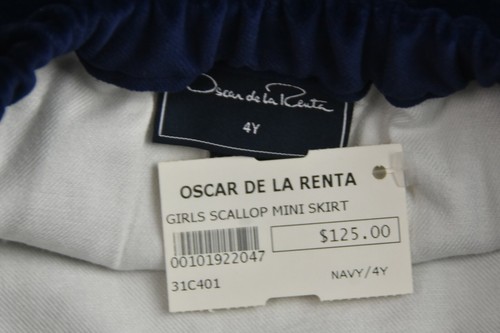 Oscar de la Renta
4Y
OSCAR DE LA RENTA
GIRLS SCALLOP MINI SKIRT
$125.00
00101922047
31C401
NAVY/4Y